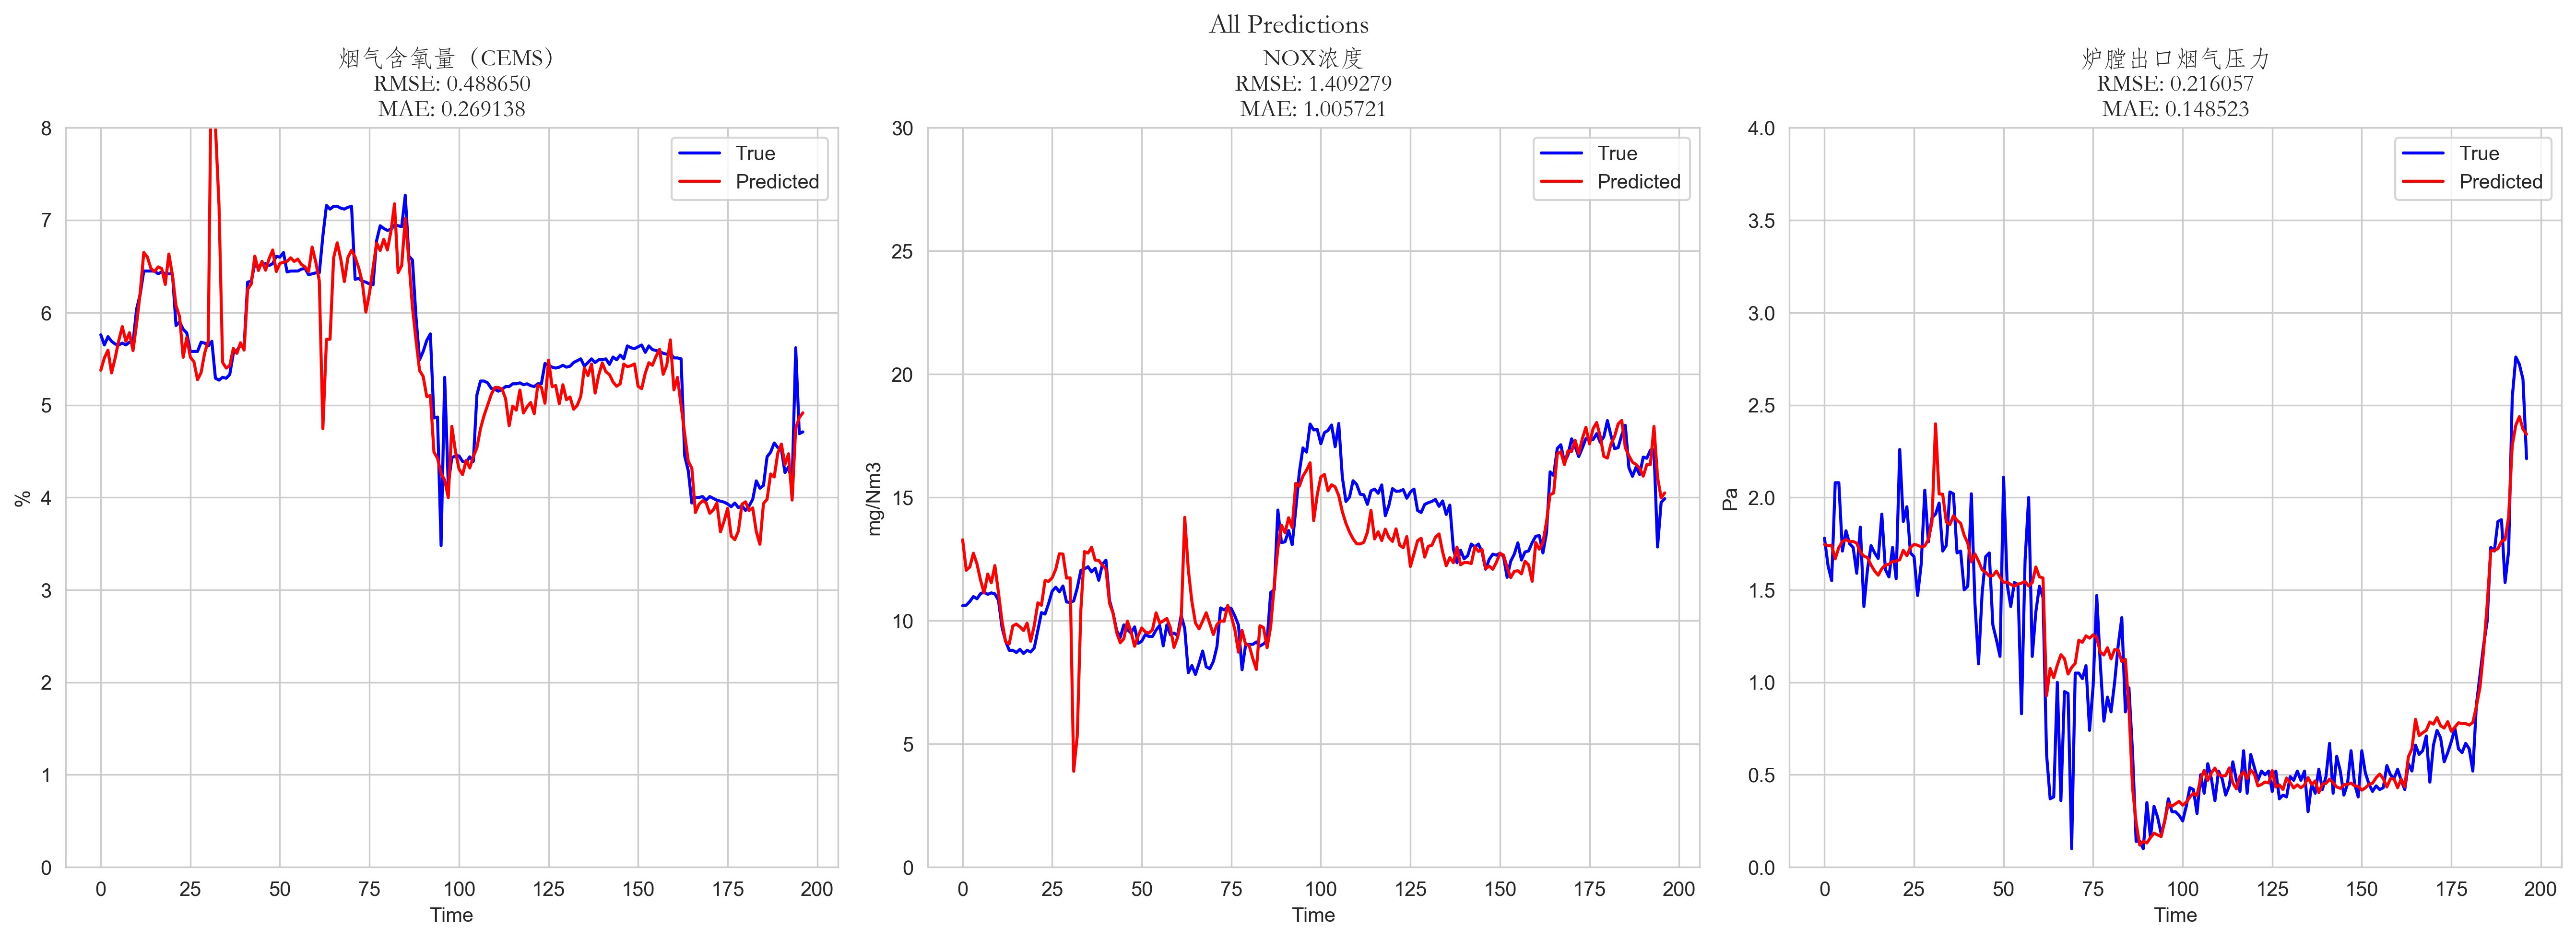 All Predictions
烟气含氧量（CEMS）
RMSE: 0.488650
MAE: 0.269138
8
7
6
5
4
3
2
1
0
%
0 25 50 75 100 125 150 175 200
Time
True
Predicted
NOX浓度
RMSE: 1.409279
MAE: 1.005721
30
25
20
15
10
5
0
mg/Nm3
0 25 50 75 100 125 150 175 200
Time
True
Predicted
炉膛出口烟气压力
RMSE: 0.216057
MAE: 0.148523
4.0
3.5
3.0
2.5
2.0
1.5
1.0
0.5
0.0
Pa
0 25 50 75 100 125 150 175 200
Time
True
Predicted